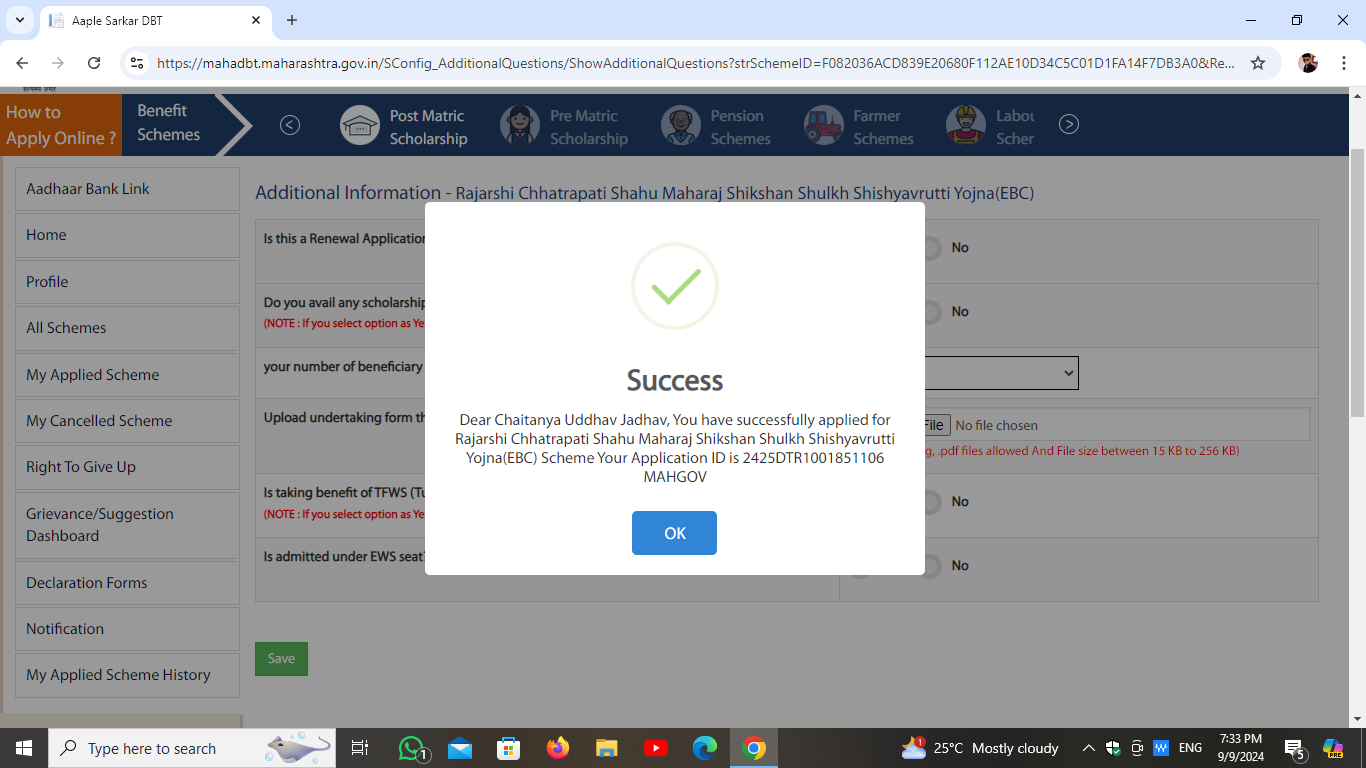 Aaple Sarkar DBT
https://mahadbt.maharashtra.gov.in/SConfig_AdditionalQuestions/ShowAdditionalQuestions?strSchemeID=F082036ACD839E20680F112AE10D34C5C01D1FA14F7DB3A0&Re...
How to
Apply Online ?
Benefit
Schemes
Post Matric
Scholarship
Pre Matric
Scholarship
Pension
Schemes
Farmer
Schemes
Labou
Scher
Aadhaar Bank Link
Home
Profile
All Schemes
My Applied Scheme
My Cancelled Scheme
Right To Give Up
Grievance/Suggestion
Dashboard
Declaration Forms
Notification
My Applied Scheme History
Additional Information - Rajarshi Chhatrapati Shahu Maharaj Shikshan Shulkh Shishyavrutti Yojna(EBC)
Is this a Renewal Application
No
Do you avail any scholarship
(NOTE : If you select option as Ye
No
your number of beneficiary
Upload undertaking form th
File No file chosen
g, .pdf files allowed And File size between 15 KB to 256 KB)
Is taking benefit of TFWS (Tu
(NOTE : If you select option as Ye
No
Is admitted under EWS seat?
No
Save
Success
Dear Chaitanya Uddhav Jadhav, You have successfully applied for
Rajarshi Chhatrapati Shahu Maharaj Shikshan Shulkh Shishyavrutti
Yojna(EBC) Scheme Your Application ID is 2425DTR1001851106
MAHGOV
OK
Type here to search
1
1
25°C Mostly cloudy
W
ENG
7:33 PM
9/9/2024
5
PRE